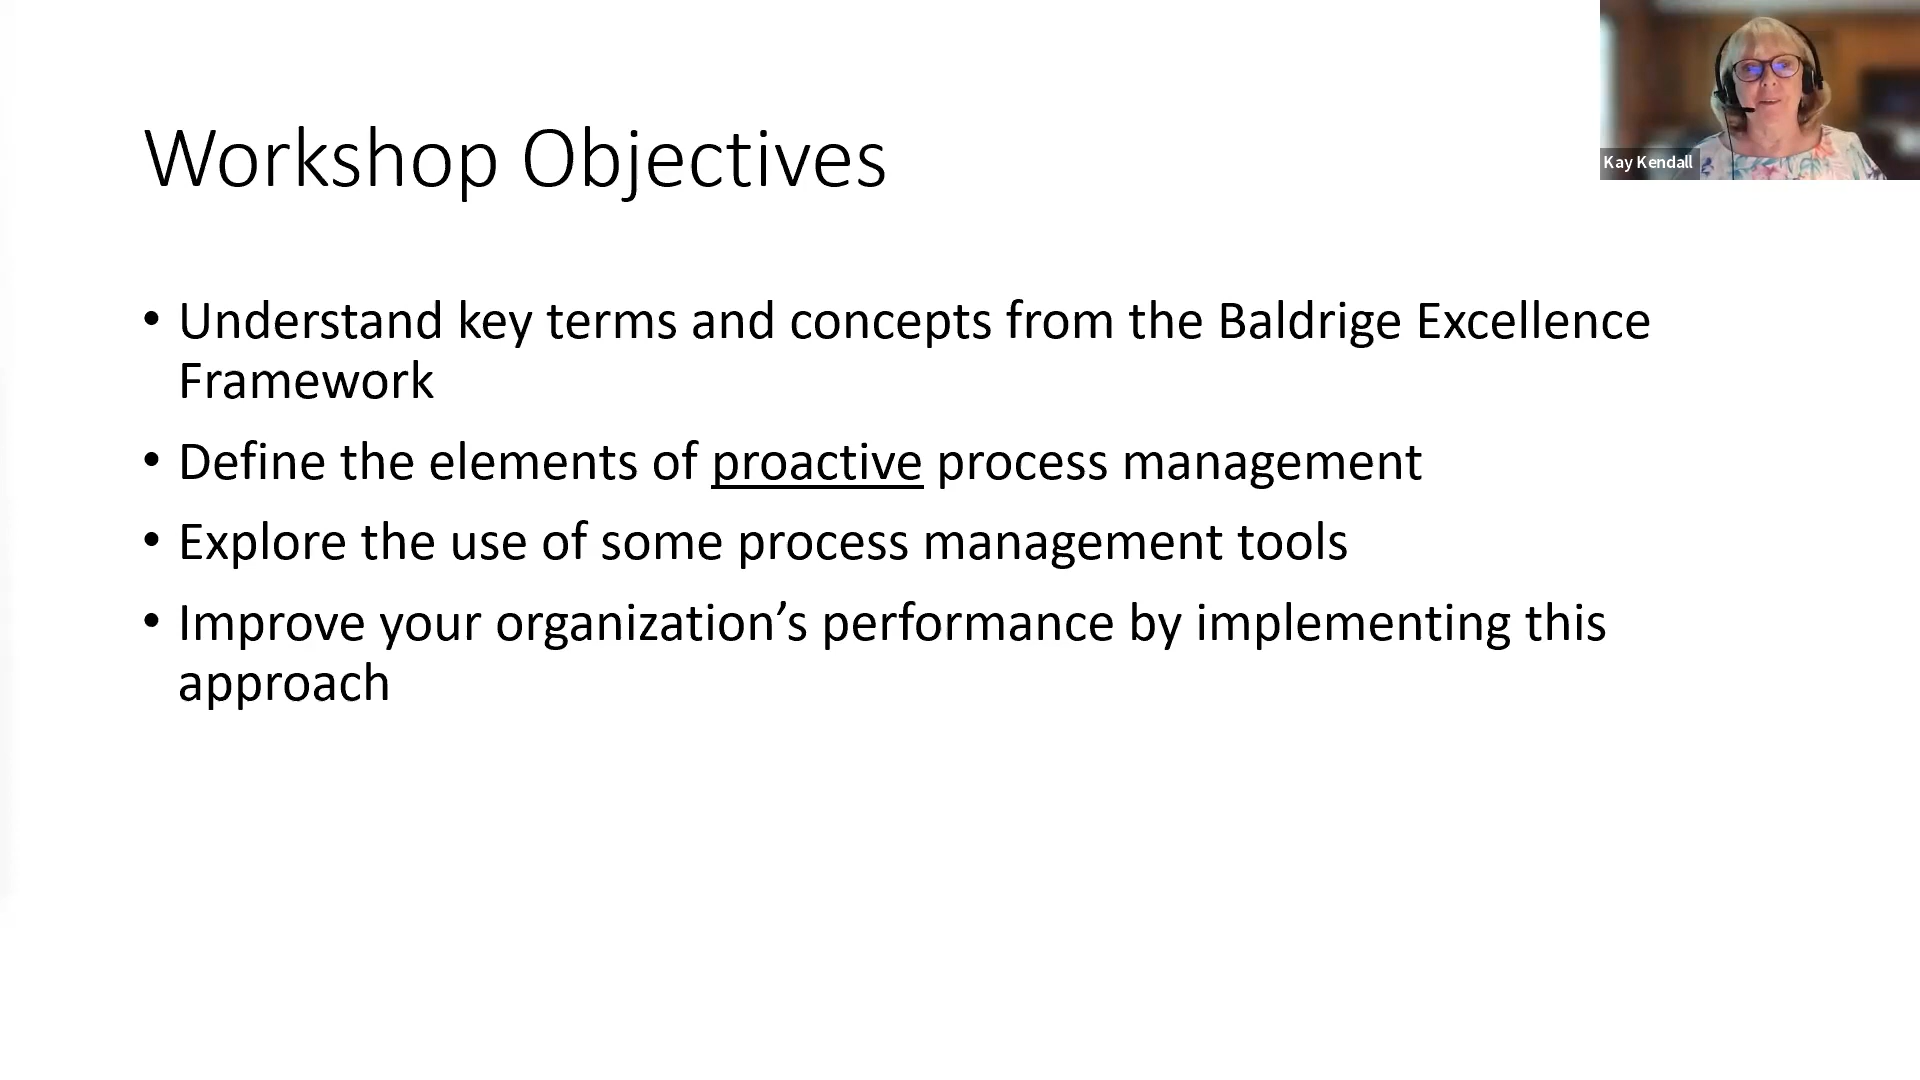 Kay Kendall
Workshop Objectives
• Understand key terms and concepts from the Baldrige Excellence
Framework
• Define the elements of proactive process management
• Explore the use of some process management tools
• Improve your organization’s performance by implementing this
approach